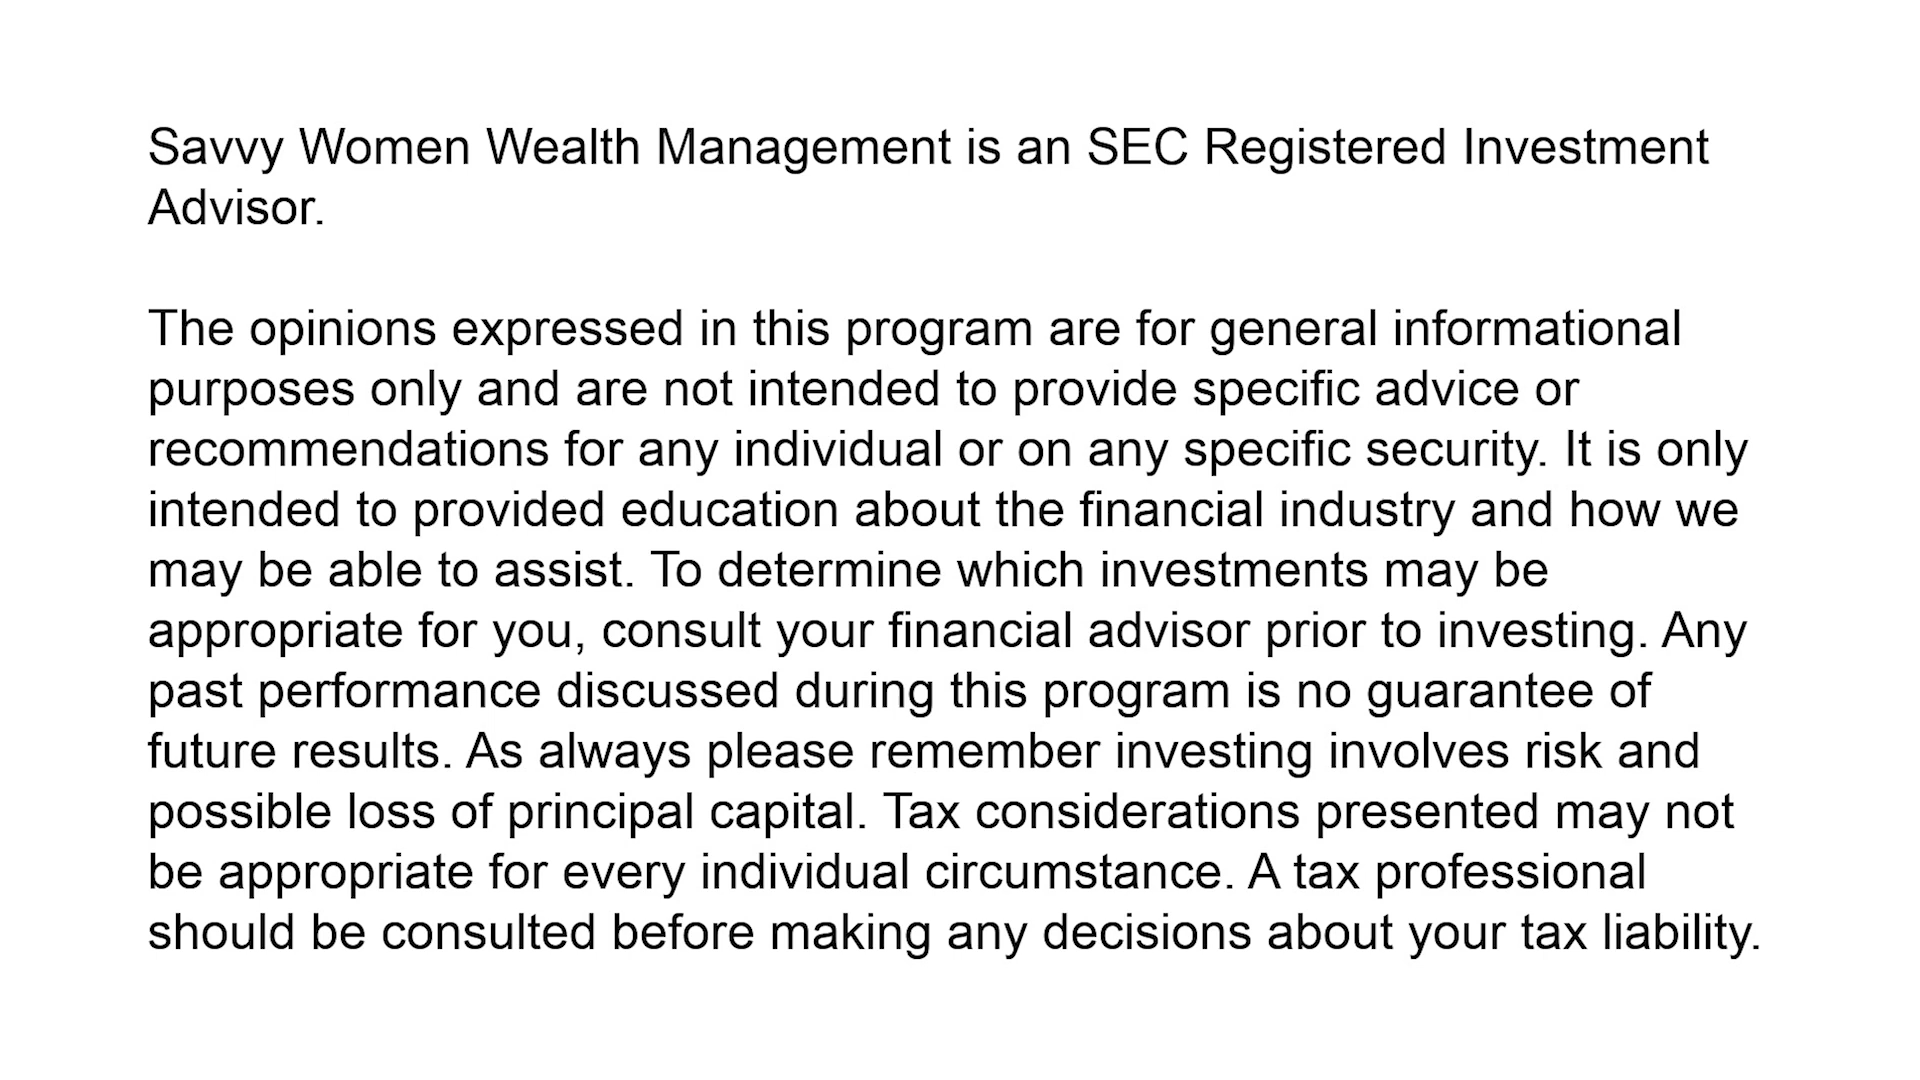 Savvy Women Wealth Management is an SEC Registered Investment
Advisor.
The opinions expressed in this program are for general informational
purposes only and are not intended to provide specific advice or
recommendations for any individual or on any specific security. It is only
intended to provided education about the financial industry and how we
may be able to assist. To determine which investments may be
appropriate for you, consult your financial advisor prior to investing. Any
past performance discussed during this program is no guarantee of
future results. As always please remember investing involves risk and
possible loss of principal capital. Tax considerations presented may not
be appropriate for every individual circumstance. A tax professional
should be consulted before making any decisions about your tax liability.